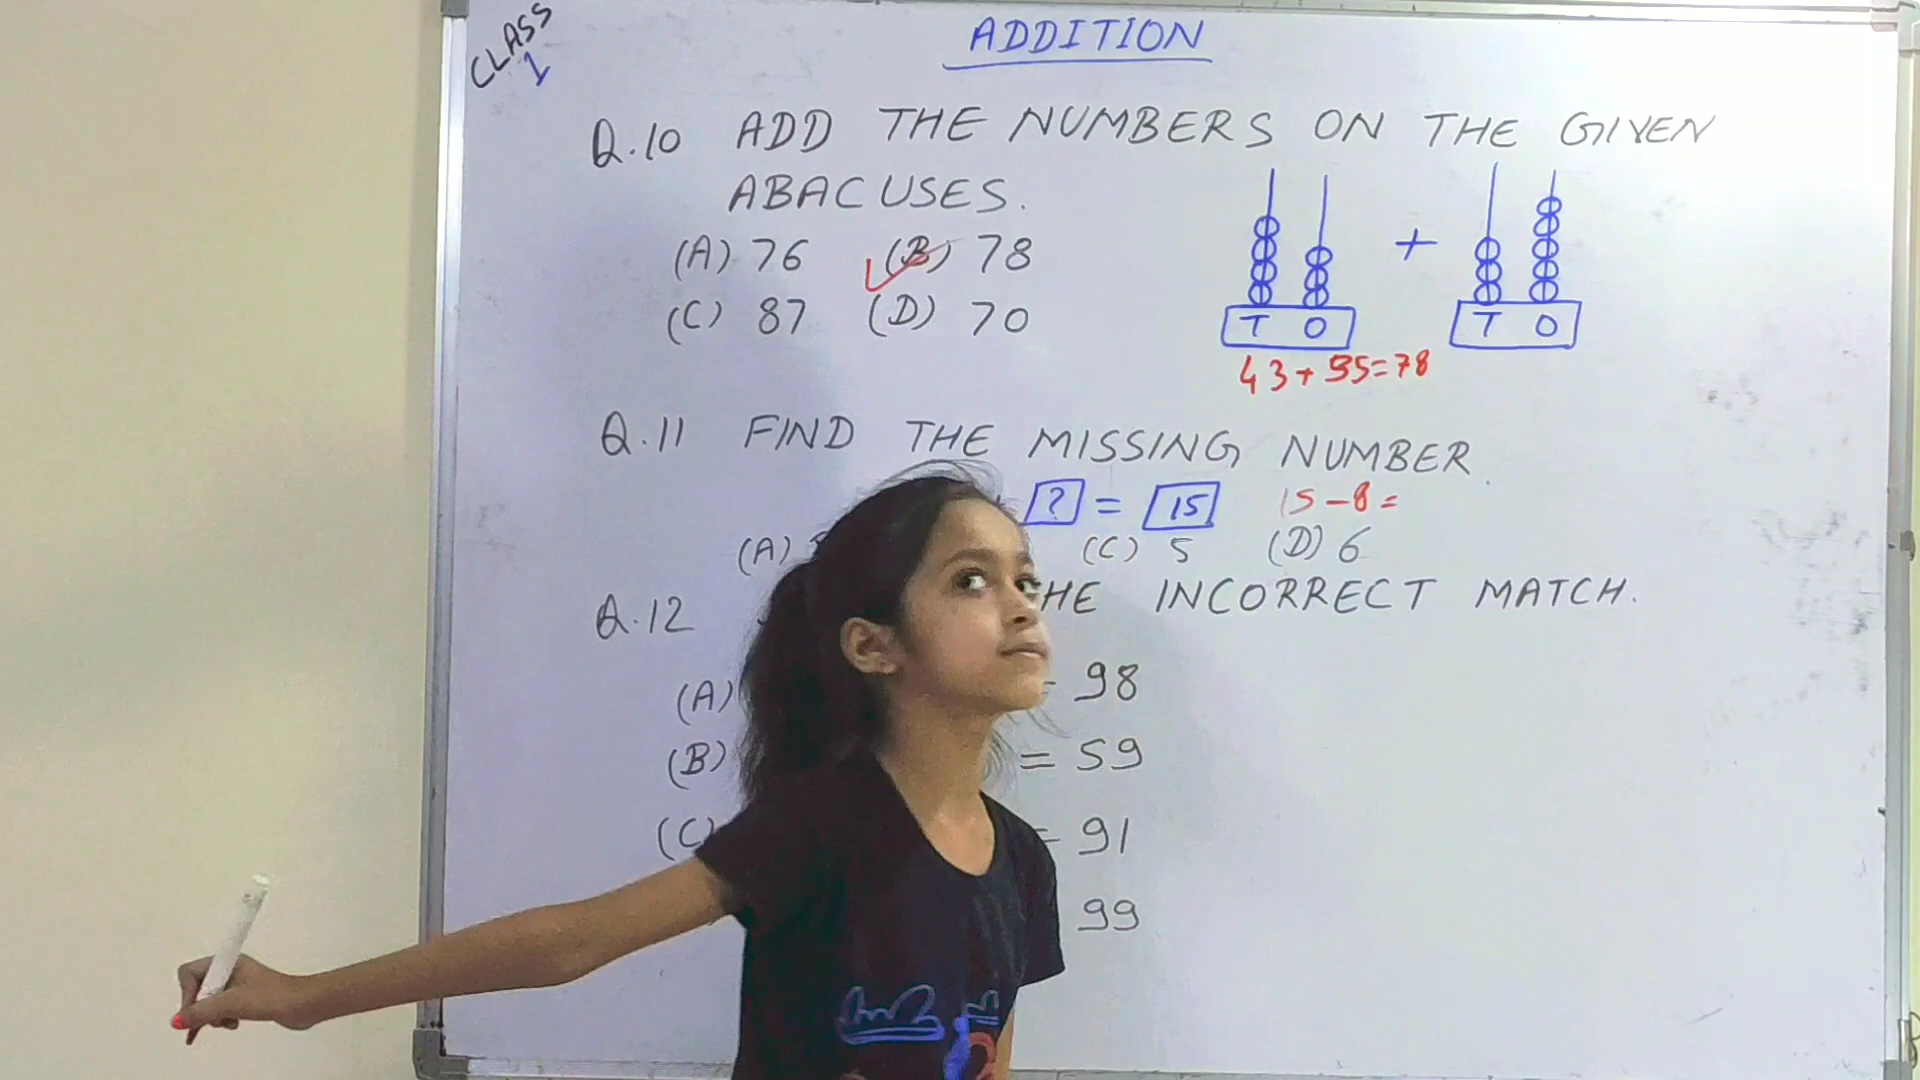 CLASS
1
ADDITION
Q.10 ADD THE NUMBERS ON THE GIVEN
ABACUSES.
(A) 76 (B) 78
(C) 87 (D) 70
+
T O T O
43+35=78
Q.11 FIND THE MISSING NUMBER
? = 15 15-8=
(A) (C) 5 (D) 6
Q.12 INCORRECT MATCH.
(A) 98
(B) = 59
(C) = 91
99